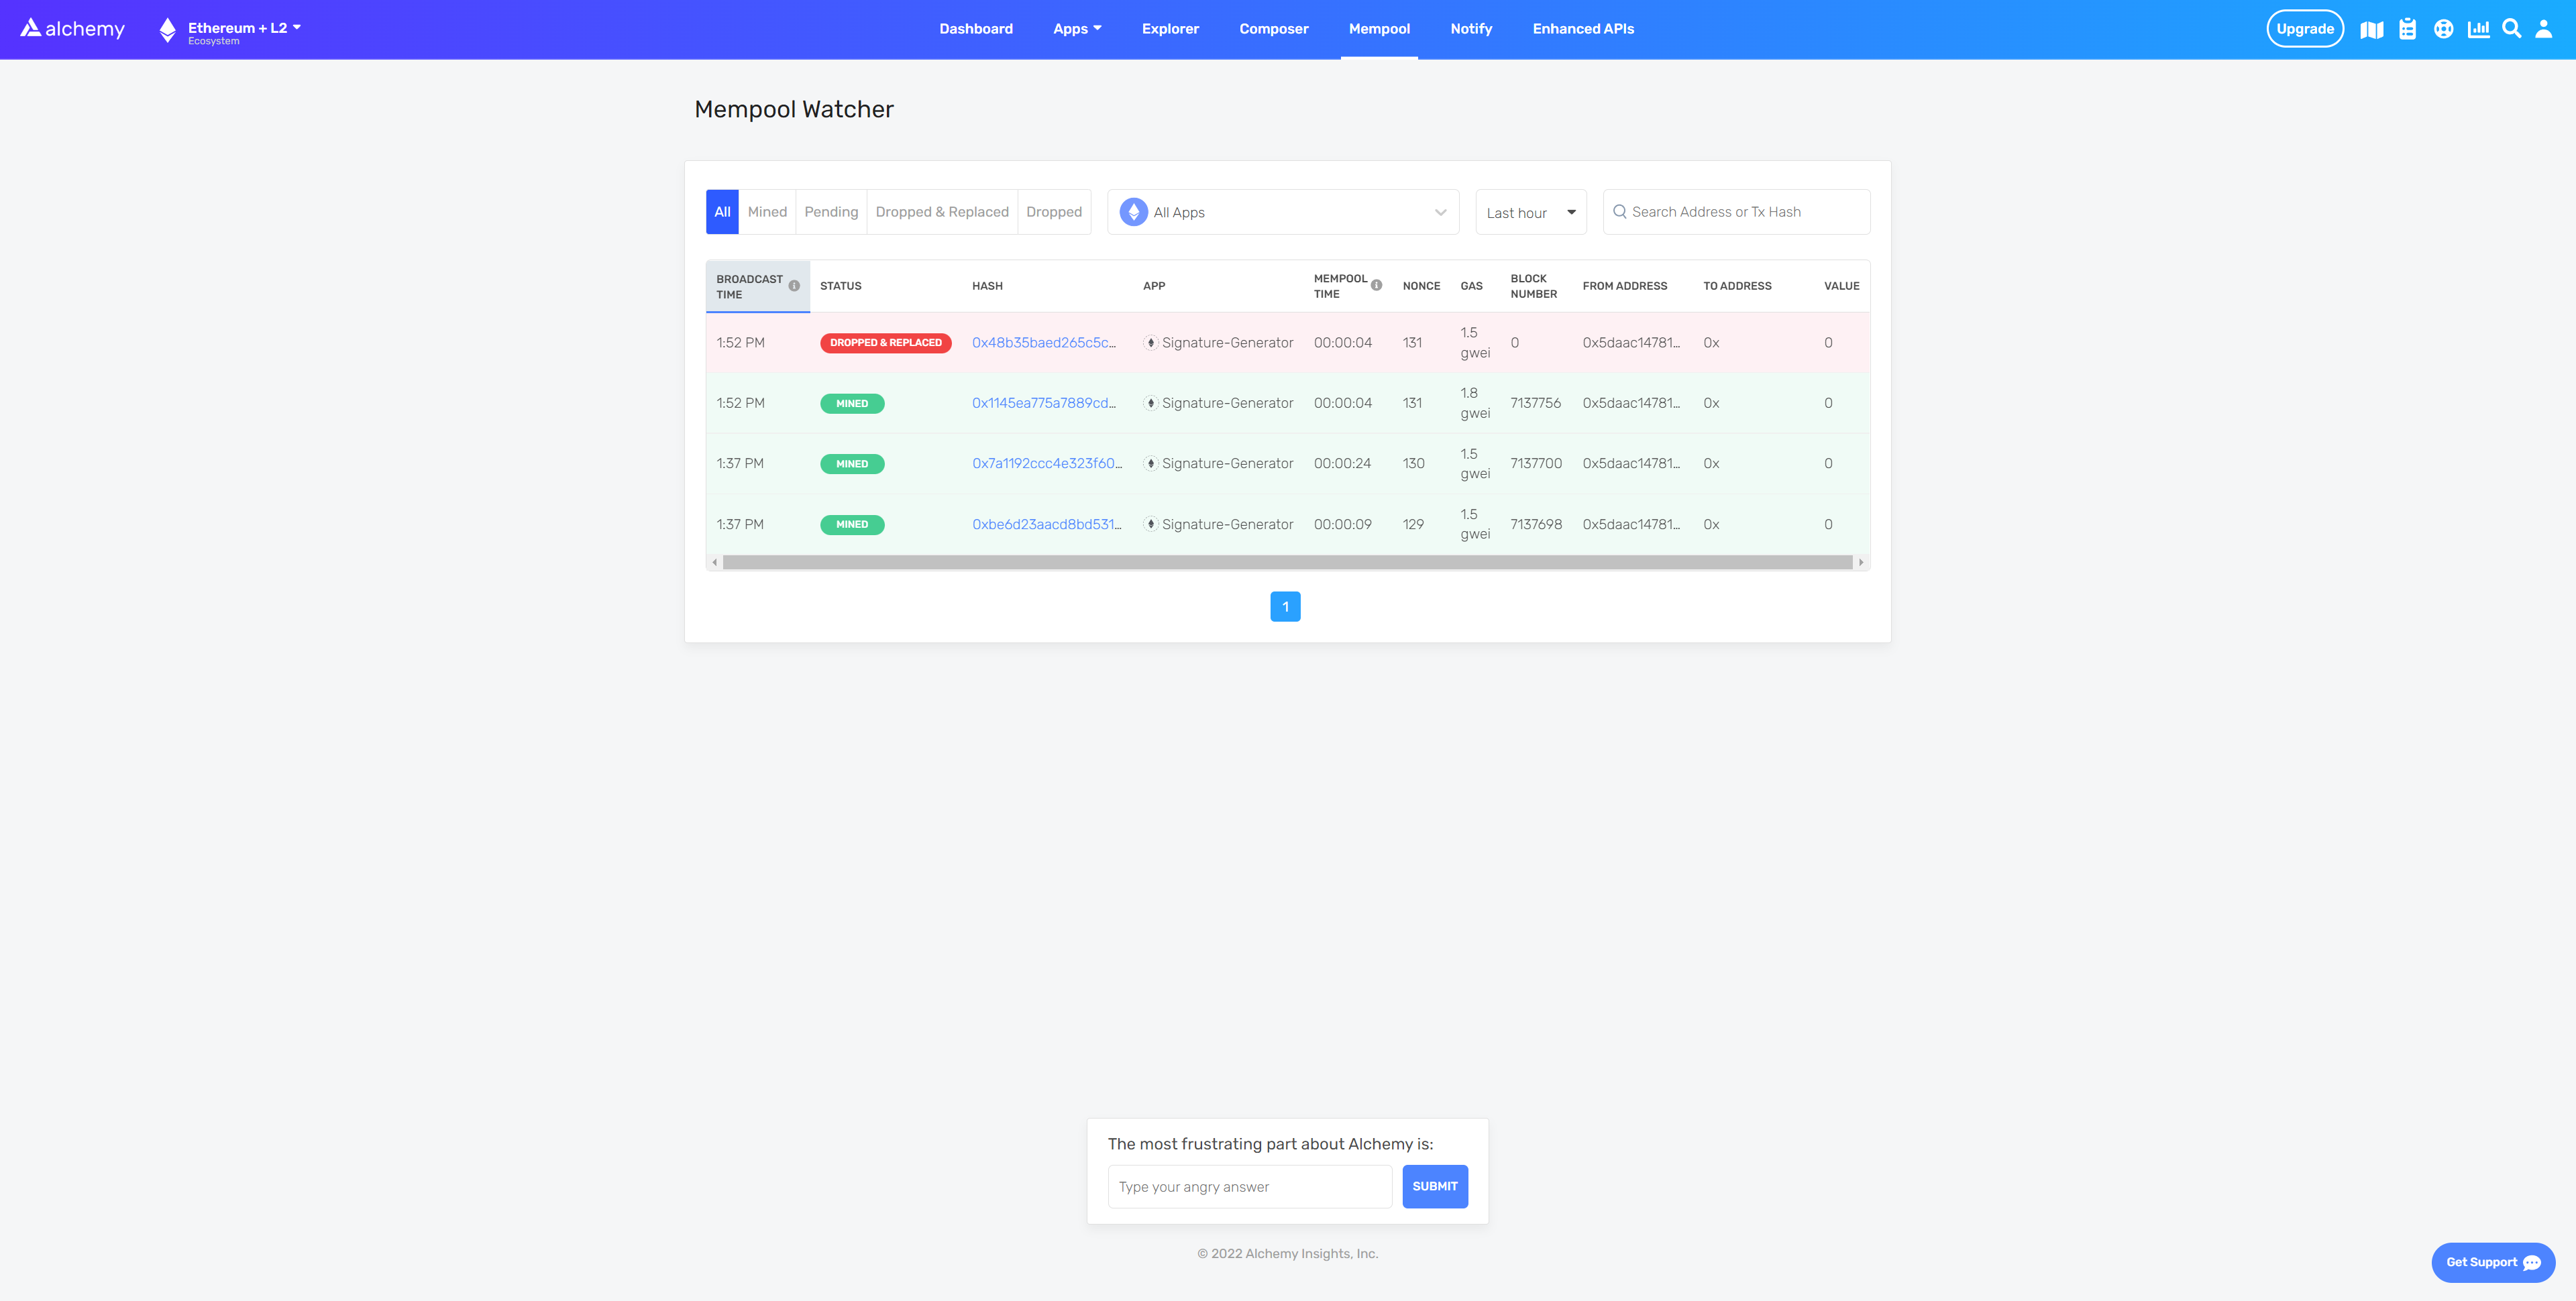 alchemy
Ethereum + L2
Ecosystem
Dashboard
Apps
Explorer
Composer
Mempool
Notify
Enhanced APIs
Upgrade
Mempool Watcher
All
Mined
Pending
Dropped & Replaced
Dropped
All Apps
Last hour
Search Address or Tx Hash
BROADCAST TIME
STATUS
HASH
APP
MEMPOOL TIME
NONCE
GAS
BLOCK NUMBER
FROM ADDRESS
TO ADDRESS
VALUE
1:52 PM DROPPED & REPLACED 0x48b35baed265c5c... Signature-Generator 00:00:04 131 1.5 gwei 0 0x5daac14781... 0x 0
1:52 PM MINED 0x1145ea775a7889cd... Signature-Generator 00:00:04 131 1.8 gwei 7137756 0x5daac14781... 0x 0
1:37 PM MINED 0x7a1192ccc4e323f60... Signature-Generator 00:00:24 130 1.5 gwei 7137700 0x5daac14781... 0x 0
1:37 PM MINED 0xbe6d23aacd8bd531... Signature-Generator 00:00:09 129 1.5 gwei 7137698 0x5daac14781... 0x 0
1
The most frustrating part about Alchemy is:
Type your angry answer
SUBMIT
© 2022 Alchemy Insights, Inc.
Get Support